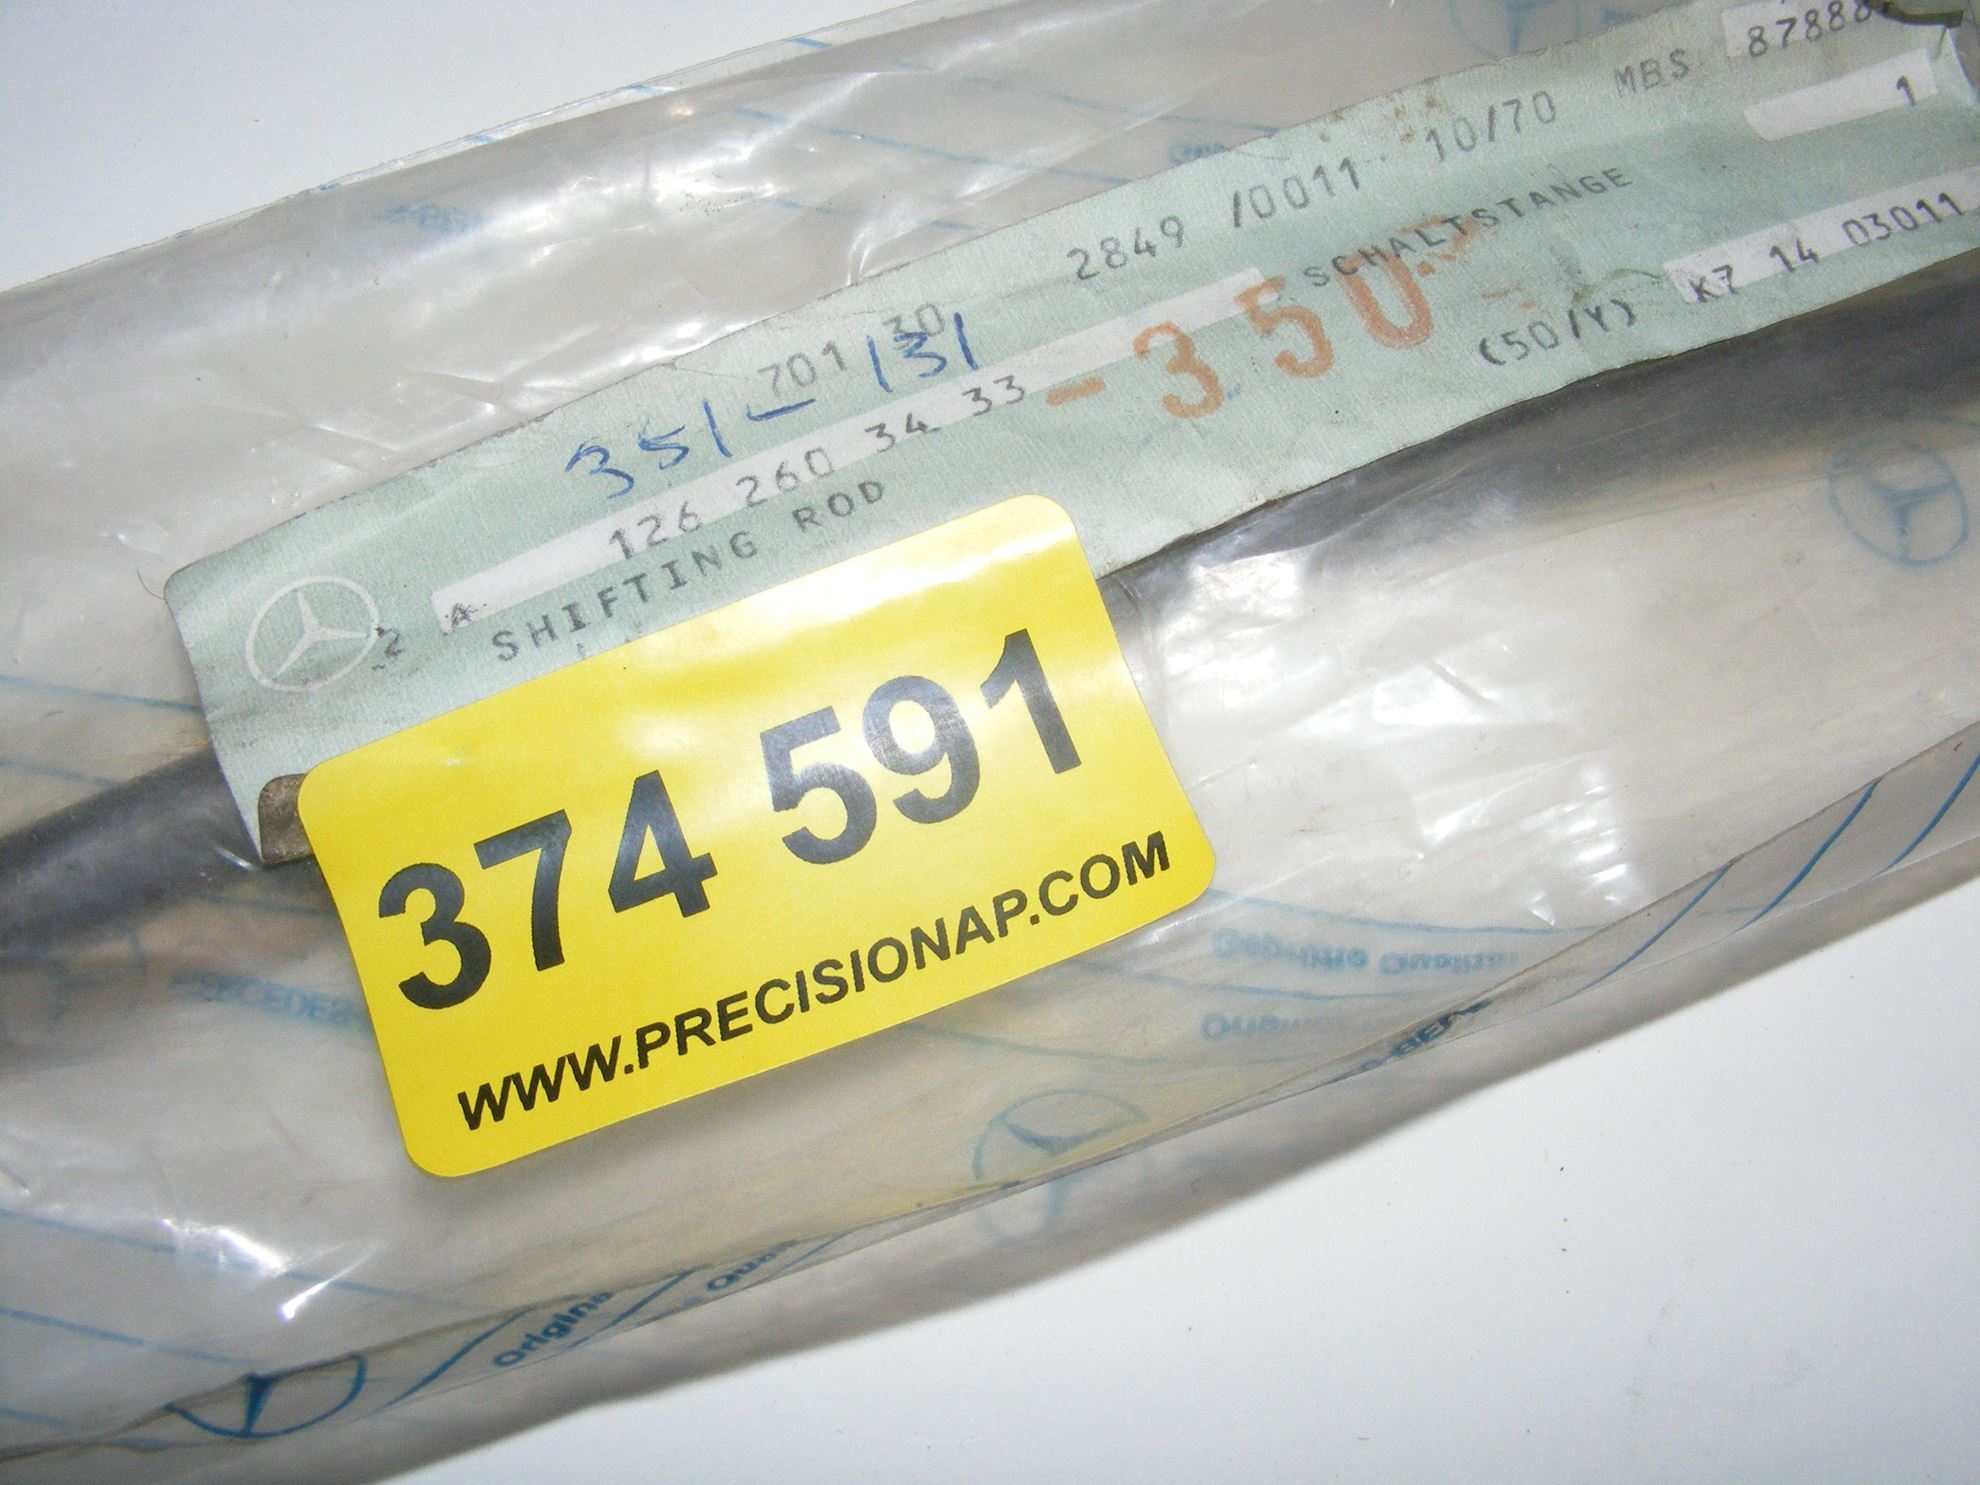 MBS
2849 /0011 10/70
1
701 30
351-131
SCHALTSTANGE
A 126 260 34 33
-350
(50/Y) K7 14 03011
2
SHIFTING ROD
374 591
WWW.PRECISIONAP.COM